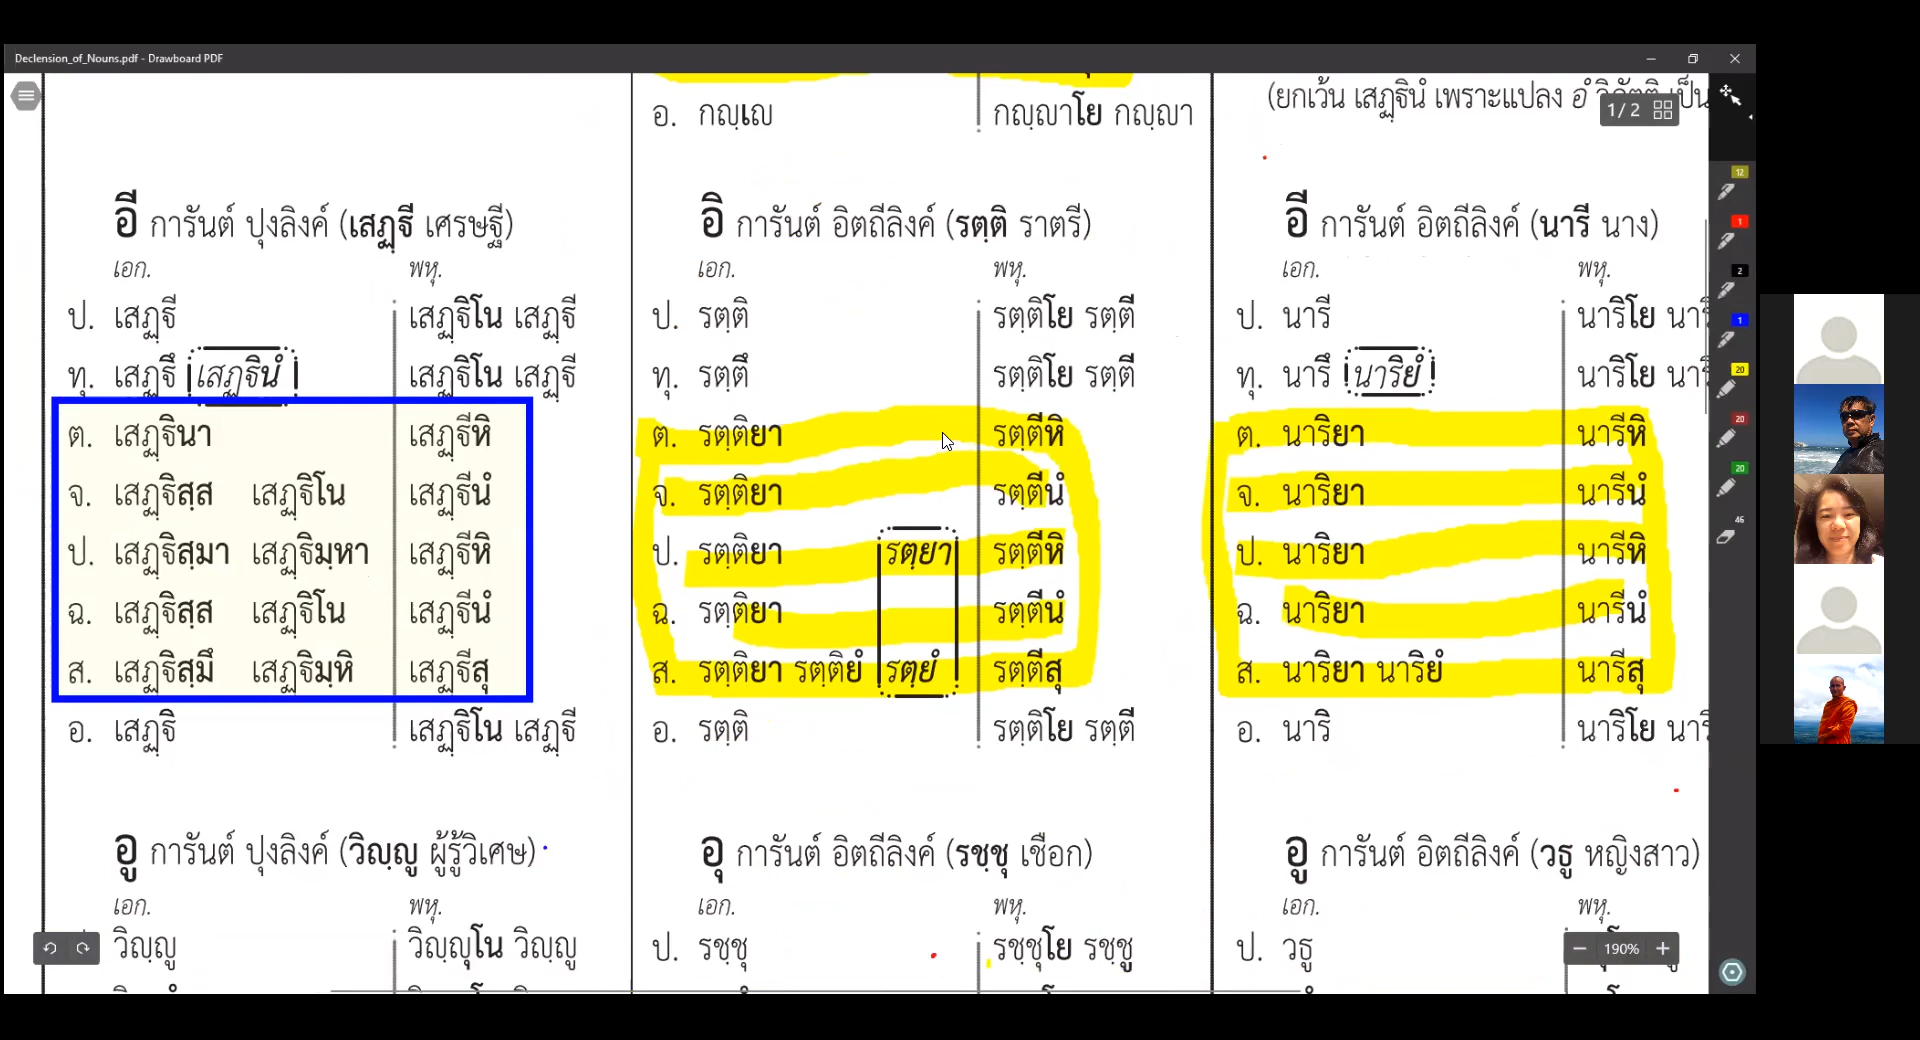 Declension_of_Nouns.pdf - Drawboard PDF
อ. กญฺเญ กญฺญาโย กญฺญา
(ยกเว้น เสฏฺฐินํ เพราะแปลง อํ
1/ 2
อี การันต์ ปุงลิงค์ (เสฏฺฐี เศรษฐี)
เอก. พหุ.
ป. เสฏฺฐี เสฏฺฐิโน เสฏฺฐี
ทุ. เสฏฺฐึ เสฏฺฐินํ เสฏฺฐิโน เสฏฺฐี
ต. เสฏฺฐินา เสฏฺฐีหิ
จ. เสฏฺฐิสฺส เสฏฺฐิโน เสฏฺฐีนํ
ป. เสฏฺฐิสฺมา เสฏฺฐิมฺหา เสฏฺฐีหิ
ฉ. เสฏฺฐิสฺส เสฏฺฐิโน เสฏฺฐีนํ
ส. เสฏฺฐิสฺมึ เสฏฺฐิมฺหิ เสฏฺฐีสุ
อ. เสฏฺฐิ เสฏฺฐิโน เสฏฺฐี
อิ การันต์ อิตถีลิงค์ (รตฺติ ราตรี)
เอก. พหุ.
ป. รตฺติ รตฺติโย รตฺตี
ทุ. รตฺตึ รตฺติโย รตฺตี
ต. รตฺติยา รตฺตีหิ
จ. รตฺติยา รตฺตีนํ
ป. รตฺติยา รตฺยา รตฺตีหิ
ฉ. รตฺติยา รตฺตีนํ
ส. รตฺติยา รตฺติยํ รตฺยํ รตฺตีสุ
อ. รตฺติ รตฺติโย รตฺตี
อี การันต์ อิตถีลิงค์ (นารี นาง)
เอก. พหุ.
ป. นารี นาริโย
ทุ. นารึ นาริยํ นาริโย
ต. นาริยา นารีหิ
จ. นาริยา นารีนํ
ป. นาริยา นารีหิ
ฉ. นาริยา นารีนํ
ส. นาริยา นาริยํ นารีสุ
อ. นาริ นาริโย
อู การันต์ ปุงลิงค์ (วิญฺญู ผู้รู้วิเศษ)
เอก. พหุ.
วิญฺญู วิญฺญุโน วิญฺญู
อุ การันต์ อิตถีลิงค์ (รชฺชุ เชือก)
เอก. พหุ.
ป. รชฺชุ รชฺชุโย รชฺชู
อู การันต์ อิตถีลิงค์ (วธู หญิงสาว)
เอก. พหุ.
ป. วธู
190%
12
1
2
1
20
20
20
46